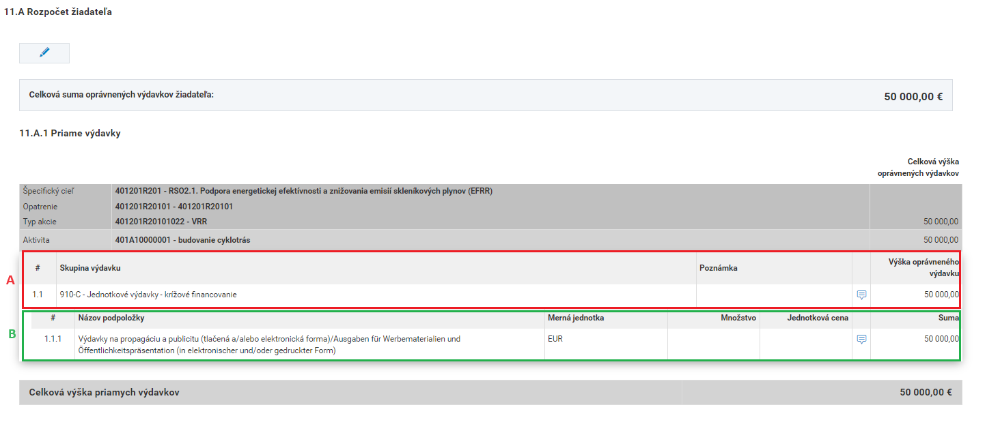 11.A Rozpočet žiadateľa
Celková suma oprávnených výdavkov žiadateľa: 50 000,00 €
11.A.1 Priame výdavky
Celková výška
oprávnených výdavkov
Špecifický cieľ 401201R201 - RSO2.1. Podpora energetickej efektívnosti a znižovania emisií skleníkových plynov (EFRR)
Opatrenie 401201R20101 - 401201R20101
Typ akcie 401201R20101022 - VRR 50 000,00
Aktivita 401A10000001 - budovanie cyklotrás 50 000,00
A
# Skupina výdavku Poznámka Výška oprávneného
výdavku
1.1 910-C - Jednotkové výdavky - krížové financovanie 50 000,00
B
# Názov podpoložky Merná jednotka Množstvo Jednotková cena Suma
1.1.1 Výdavky na propagáciu a publicitu (tlačená a/alebo elektronická forma)/Ausgaben für Werbematerialien und EUR 50 000,00
Öffentlichkeitspräsentation (in elektronischer und/oder gedruckter Form)
Celková výška priamych výdavkov 50 000,00 €